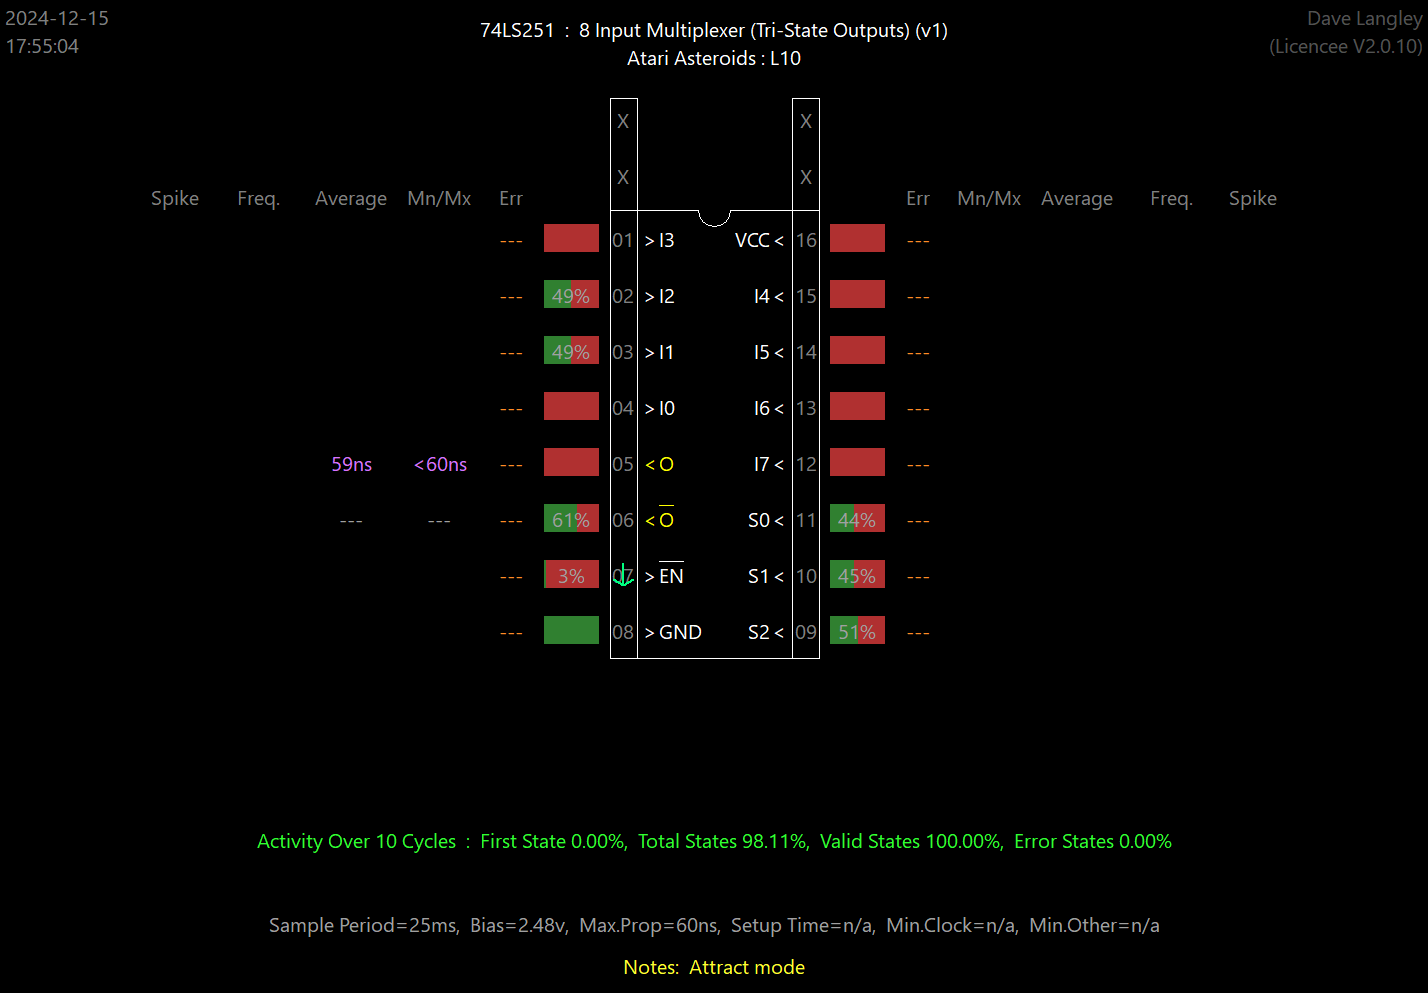 2024-12-15
17:55:04
74LS251 : 8 Input Multiplexer (Tri-State Outputs) (v1)
Atari Asteroids : L10
Dave Langley
(Licencee V2.0.10)
X X
X X
Spike Freq. Average Mn/Mx Err Err Mn/Mx Average Freq. Spike
--- 01 >I3 VCC< 16 ---
--- 49% 02 >I2 I4< 15 ---
--- 49% 03 >I1 I5< 14 ---
--- 04 >I0 I6< 13 ---
59ns <60ns --- 05 <O I7< 12 ---
--- --- --- 61% 06 <O S0< 11 44% ---
--- 3% 07 >EN S1< 10 45% ---
--- 08 >GND S2< 09 51% ---
Activity Over 10 Cycles : First State 0.00%, Total States 98.11%, Valid States 100.00%, Error States 0.00%
Sample Period=25ms, Bias=2.48v, Max.Prop=60ns, Setup Time=n/a, Min.Clock=n/a, Min.Other=n/a
Notes: Attract mode